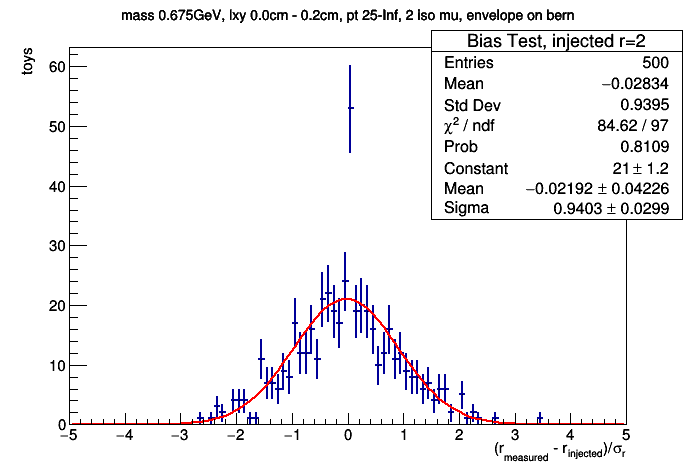 mass 0.675GeV, lxy 0.0cm - 0.2cm, pt 25-Inf, 2 Iso mu, envelope on bern
Bias Test, injected r=2
Entries 500
Mean −0.02834
Std Dev 0.9395
χ² / ndf 84.62 / 97
Prob 0.8109
Constant 21 ± 1.2
Mean −0.02192 ± 0.04226
Sigma 0.9403 ± 0.0299
toys
60
50
40
30
20
10
0
−5 −4 −3 −2 −1 0 1 2 3 4 5
(r_measured - r_injected)/σ_r